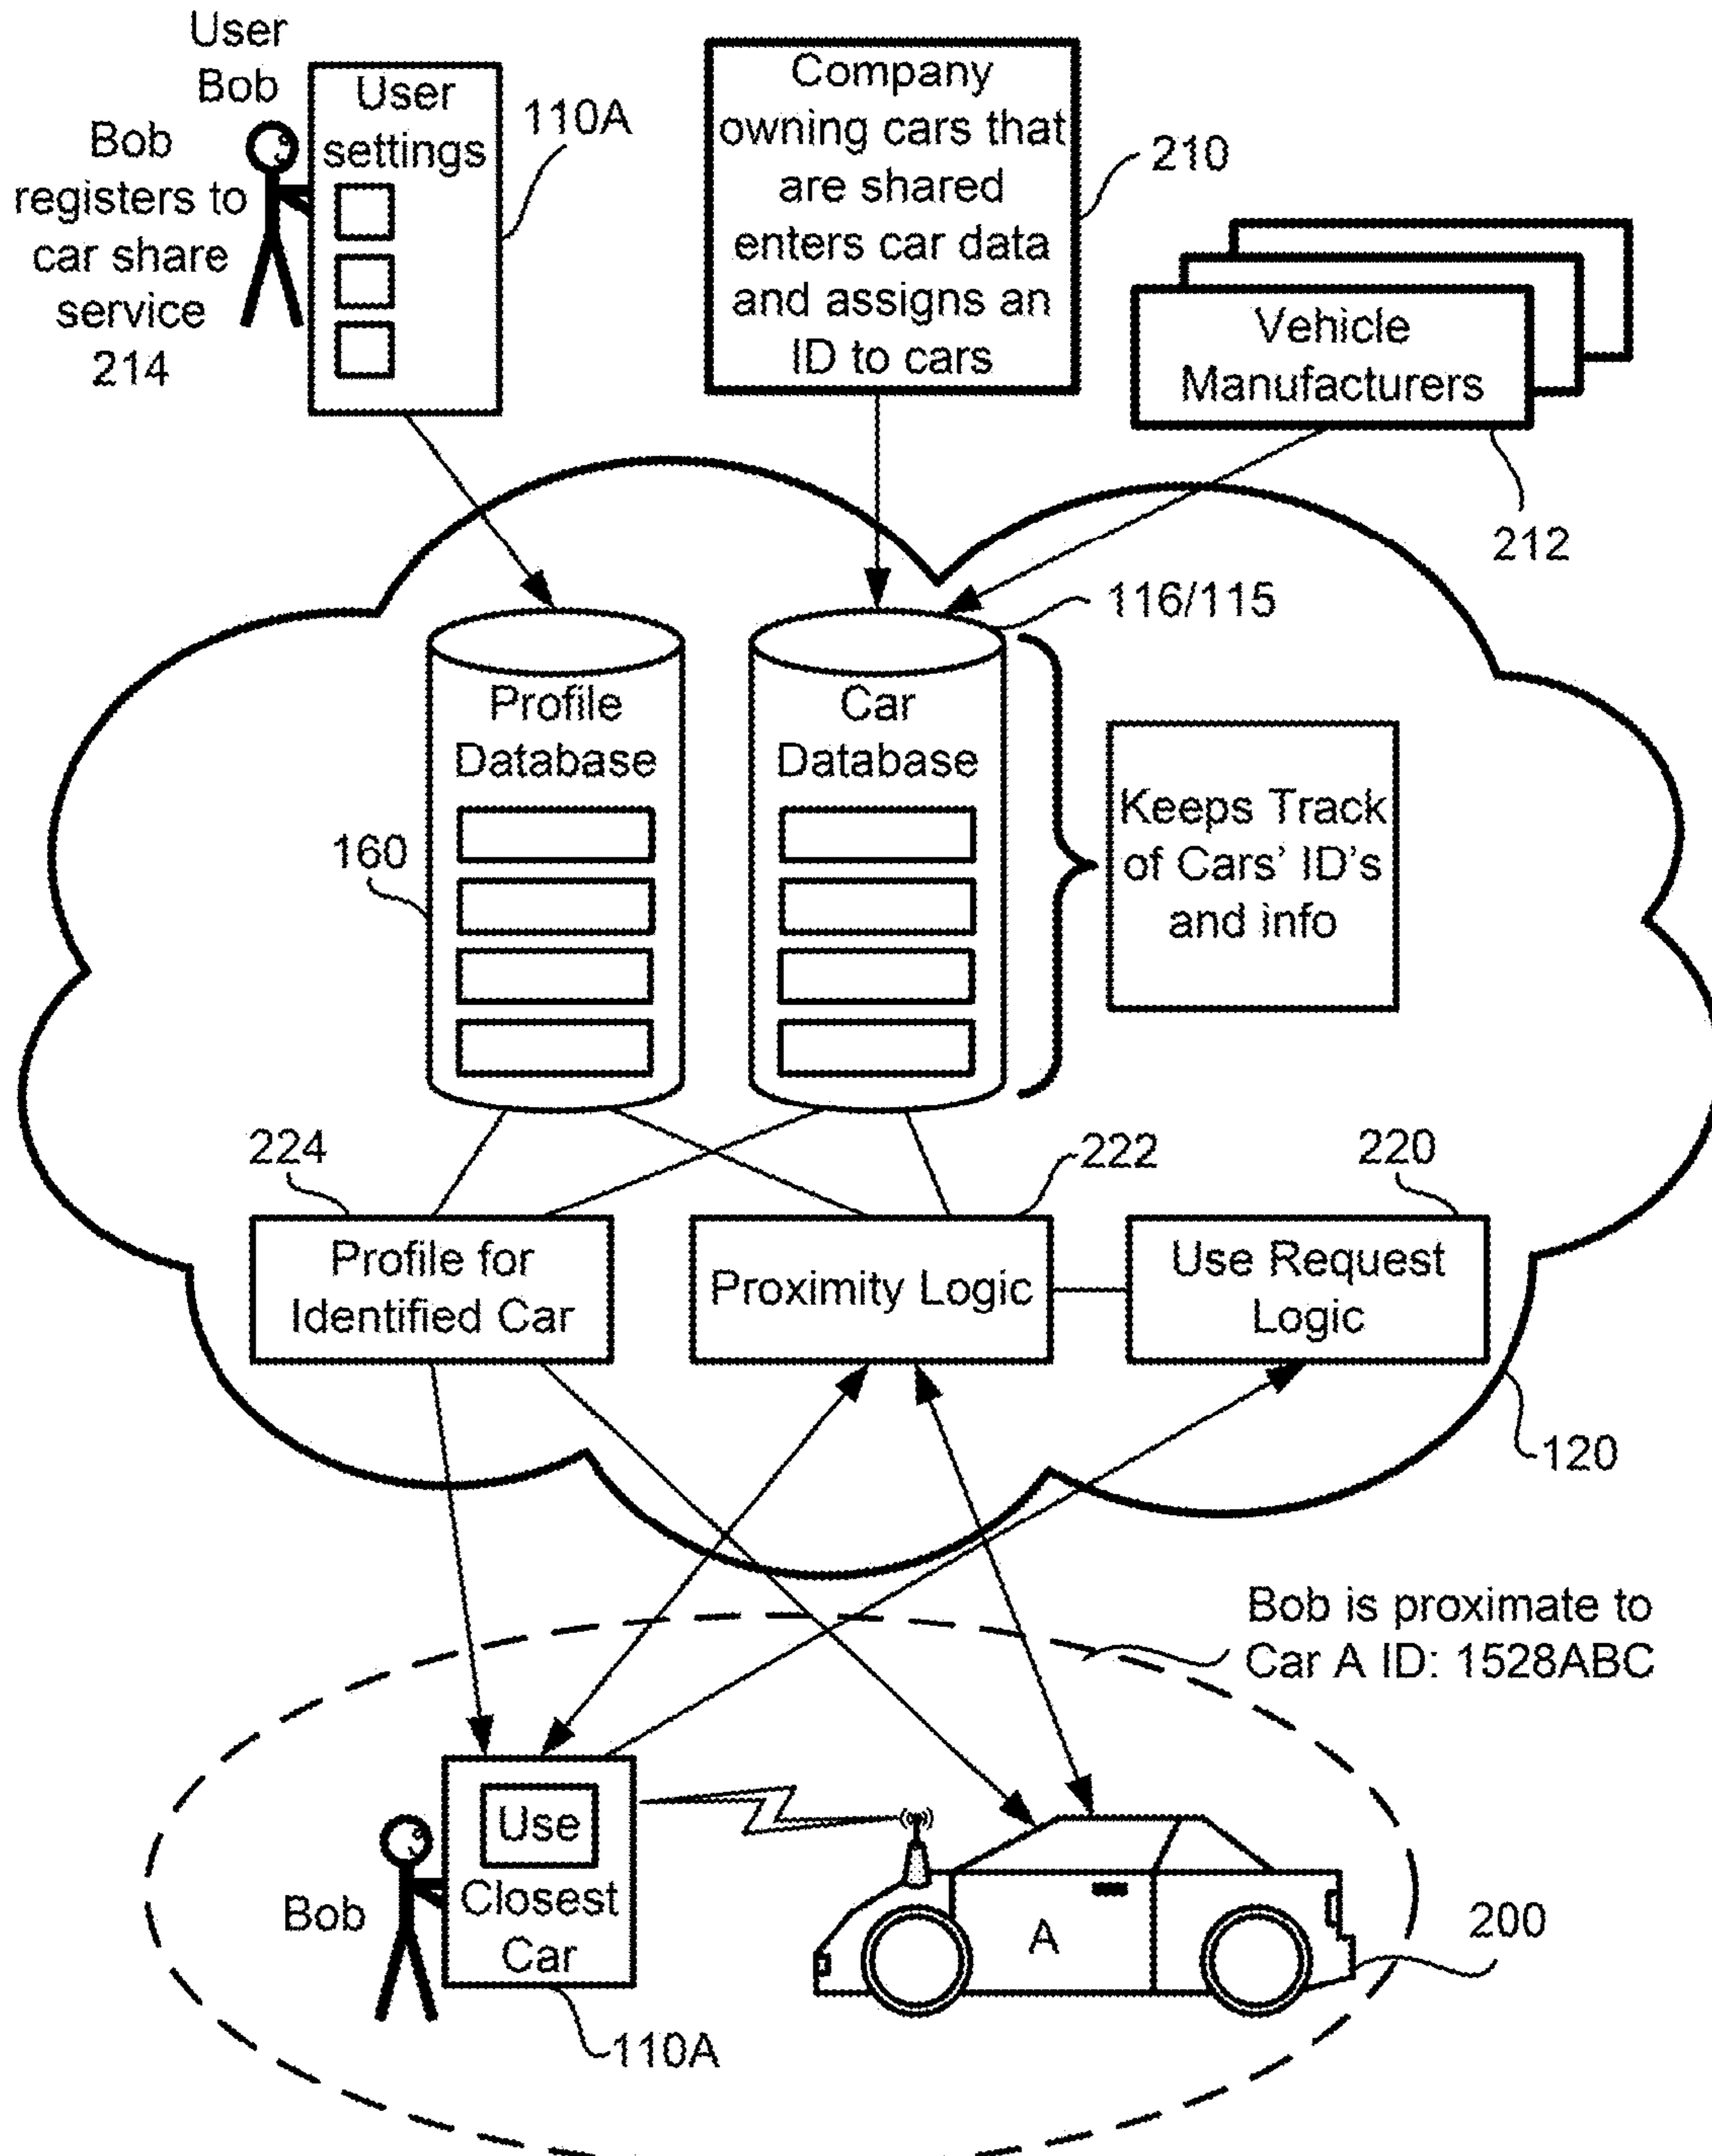 User
Bob
Bob
registers to
car share
service
214
User
settings
110A
Company
owning cars that
are shared
enters car data
and assigns an
ID to cars
210
Vehicle
Manufacturers
212
116/115
Profile
Database
Car
Database
160
Keeps Track
of Cars’ ID's
and info
224
222
220
Profile for
Identified Car
Proximity Logic
Use Request
Logic
120
Bob is proximate to
Car A ID: 1528ABC
Use
Closest
Car
Bob
A
200
110A